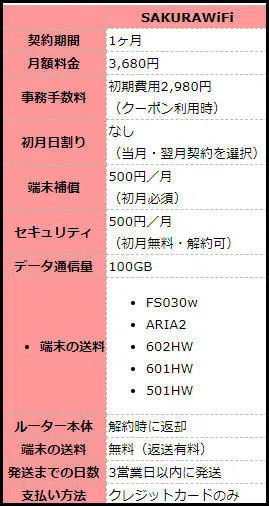 SAKURAWiFi
契約期間 1ヶ月
月額料金 3,680円
事務手数料 初期費用2,980円
（クーポン利用時）
初月日割り なし
（当月・翌月契約を選択）
端末補償 500円／月
（初月必須）
セキュリティ 500円／月
（初月無料・解約可）
データ通信量 100GB
• 端末の送料
• FS030w
• ARIA2
• 602HW
• 601HW
• 501HW
ルーター本体 解約時に返却
端末の送料 無料（返送有料）
発送までの日数 3営業日以内に発送
支払い方法 クレジットカードのみ